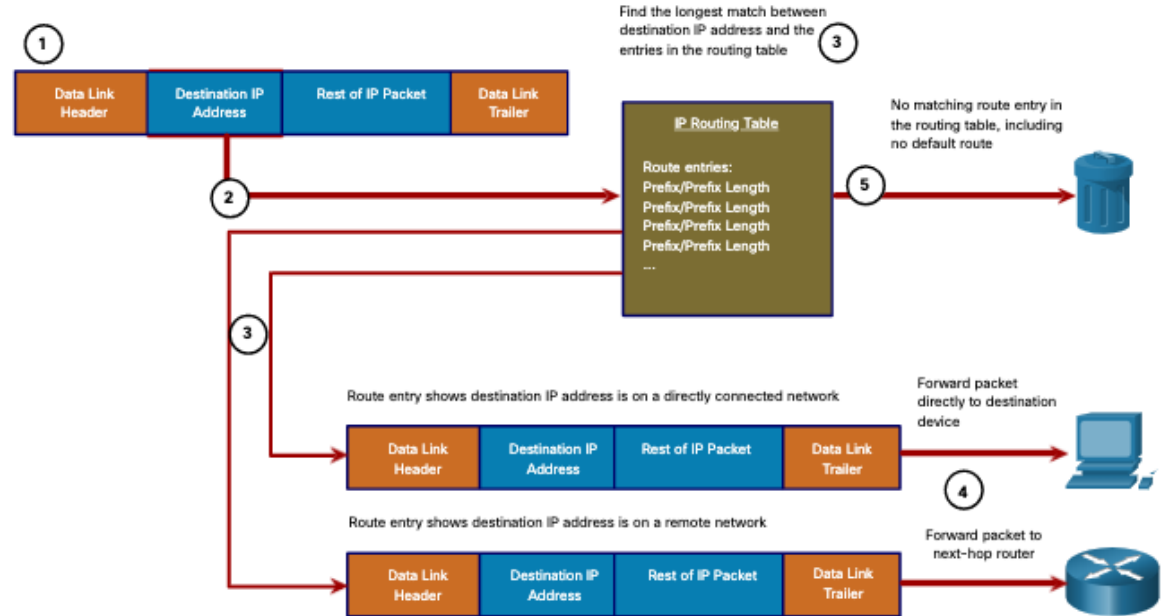 Find the longest match between
destination IP address and the
entries in the routing table
3
1
Data Link
Header
Destination IP
Address
Rest of IP Packet
Data Link
Trailer
2
IP Routing Table
Route entries:
Prefix/Prefix Length
Prefix/Prefix Length
Prefix/Prefix Length
Prefix/Prefix Length
...
No matching route entry in
the routing table, including
no default route
5
3
Route entry shows destination IP address is on a directly connected network
Data Link
Header
Destination IP
Address
Rest of IP Packet
Data Link
Trailer
Forward packet
directly to destination
device
4
Route entry shows destination IP address is on a remote network
Data Link
Header
Destination IP
Address
Rest of IP Packet
Data Link
Trailer
Forward packet to
next-hop router